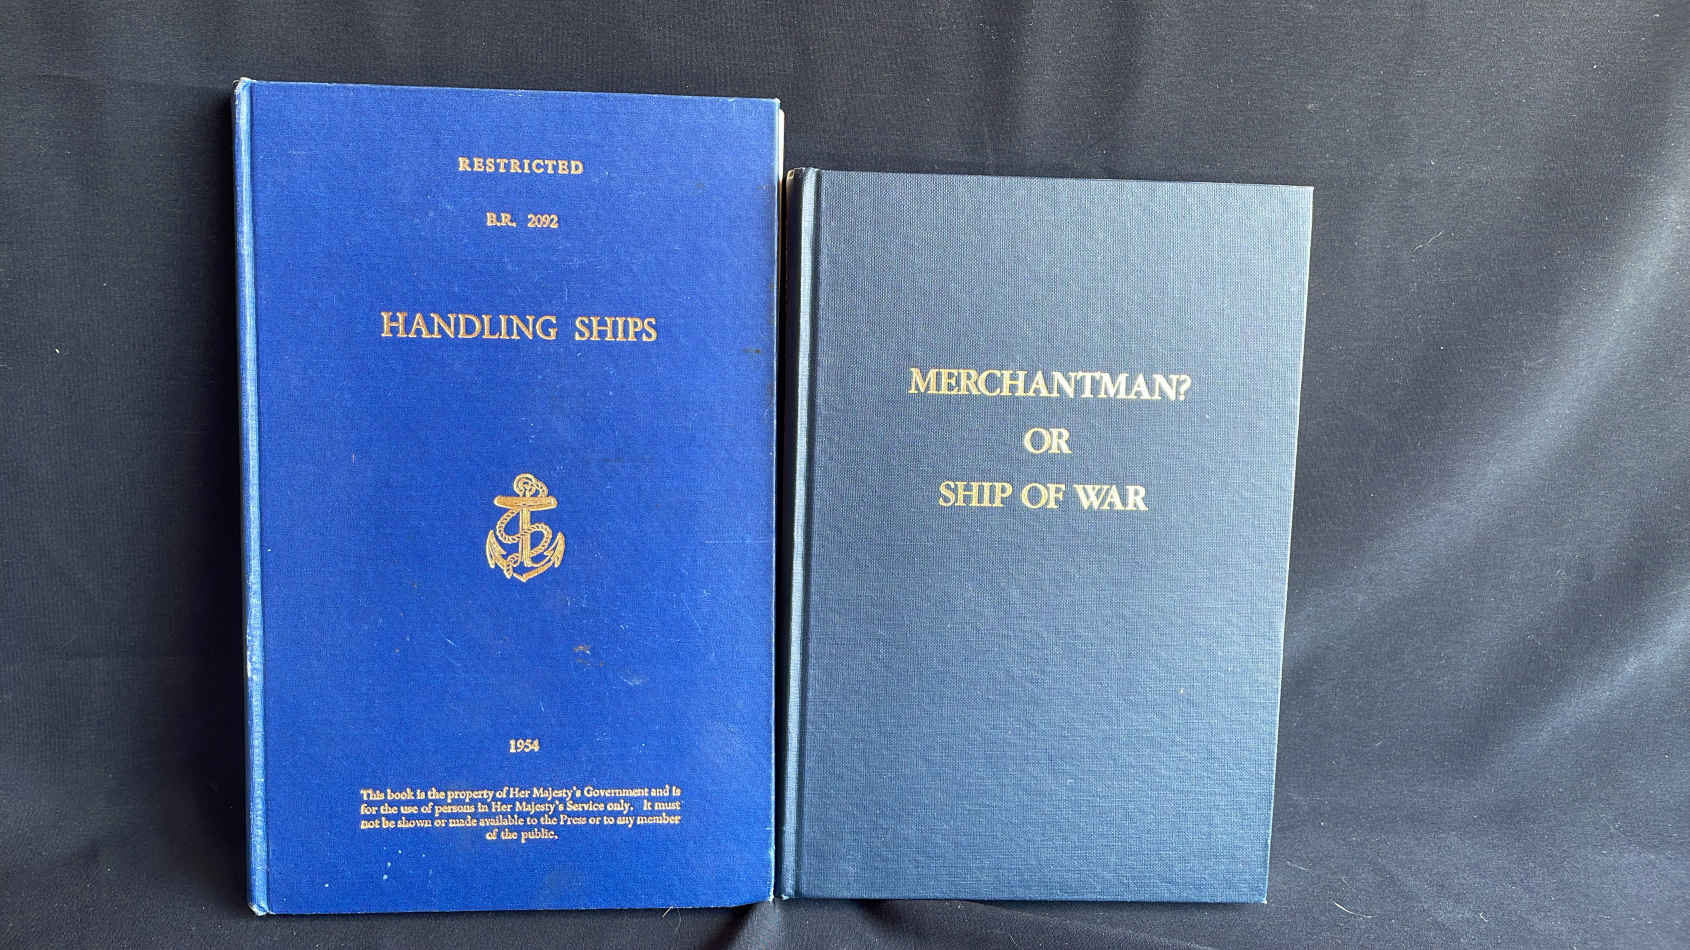 RESTRICTED
B.R. 2092
HANDLING SHIPS
1954
This book is the property of Her Majesty's Government and is
for the use of persons in Her Majesty's Service only. It must
not be shown or made available to the Press or to any member
of the public.
MERCHANTMAN?
OR
SHIP OF WAR